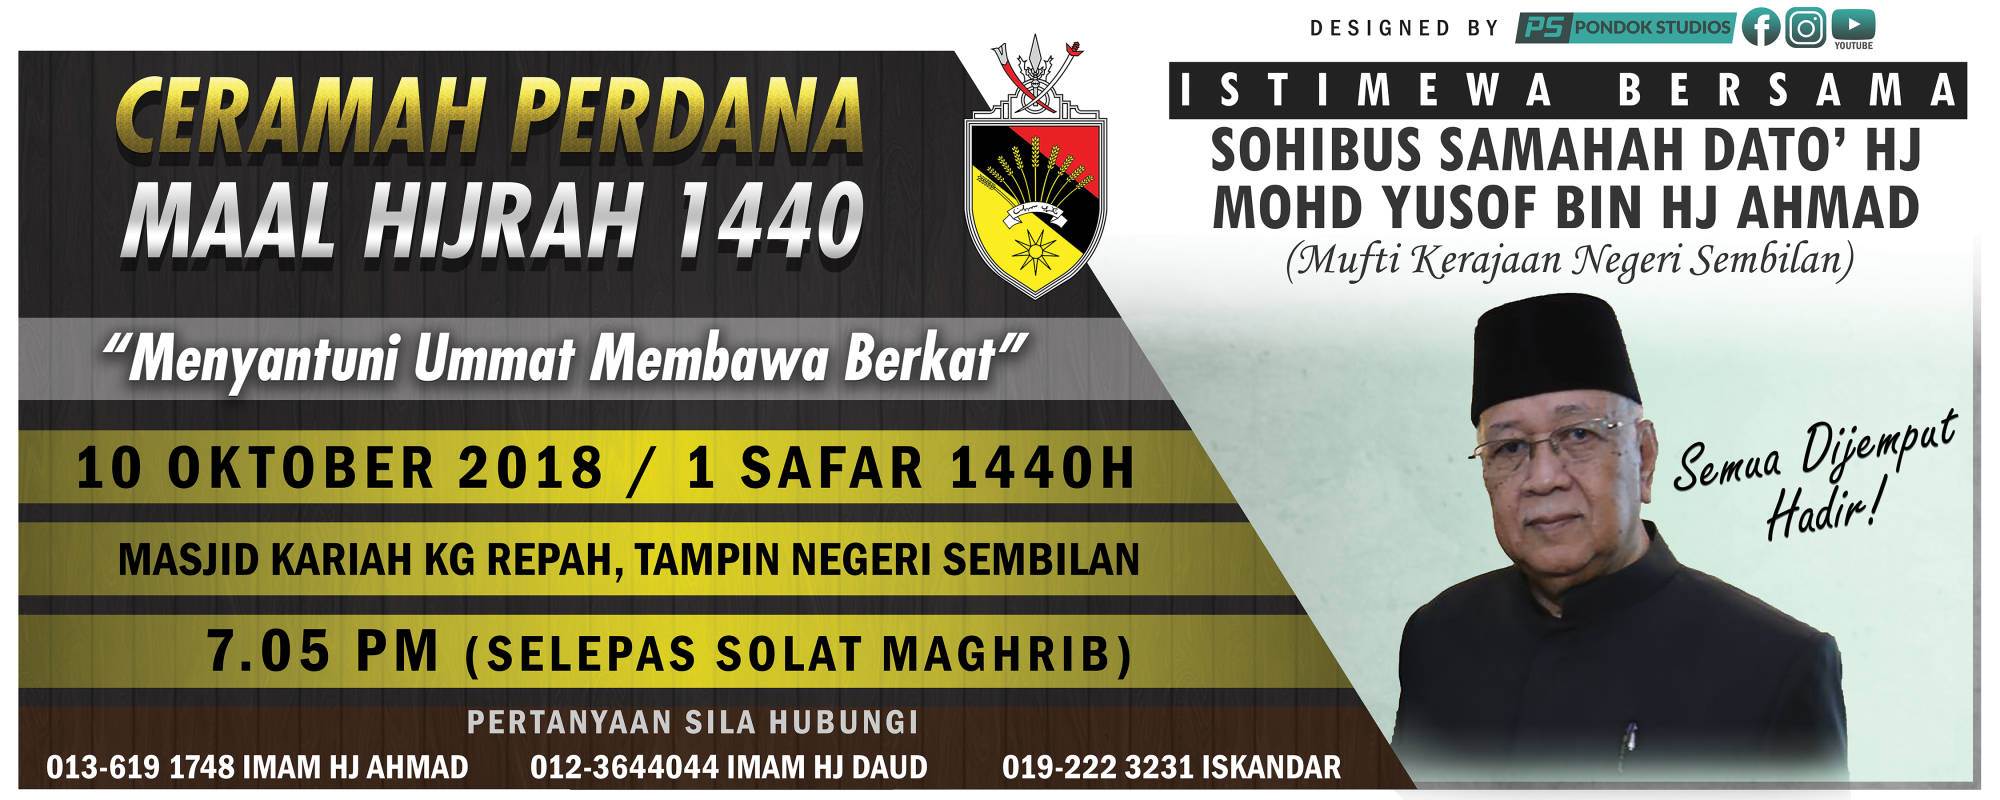 DESIGNED BY PS PONDOK STUDIOS
YOUTUBE
CERAMAH PERDANA
MAAL HIJRAH 1440
“Menyantuni Ummat Membawa Berkat”
10 OKTOBER 2018 / 1 SAFAR 1440H
MASJID KARIAH KG REPAH, TAMPIN NEGERI SEMBILAN
7.05 PM (SELEPAS SOLAT MAGHRIB)
PERTANYAAN SILA HUBUNGI
013-619 1748 IMAM HJ AHMAD 012-3644044 IMAM HJ DAUD 019-222 3231 ISKANDAR
ISTIMEWA BERSAMA
SOHIBUS SAMAHAH DATO’ HJ
MOHD YUSOF BIN HJ AHMAD
(Mufti Kerajaan Negeri Sembilan)
Semua Dijemput
Hadir!